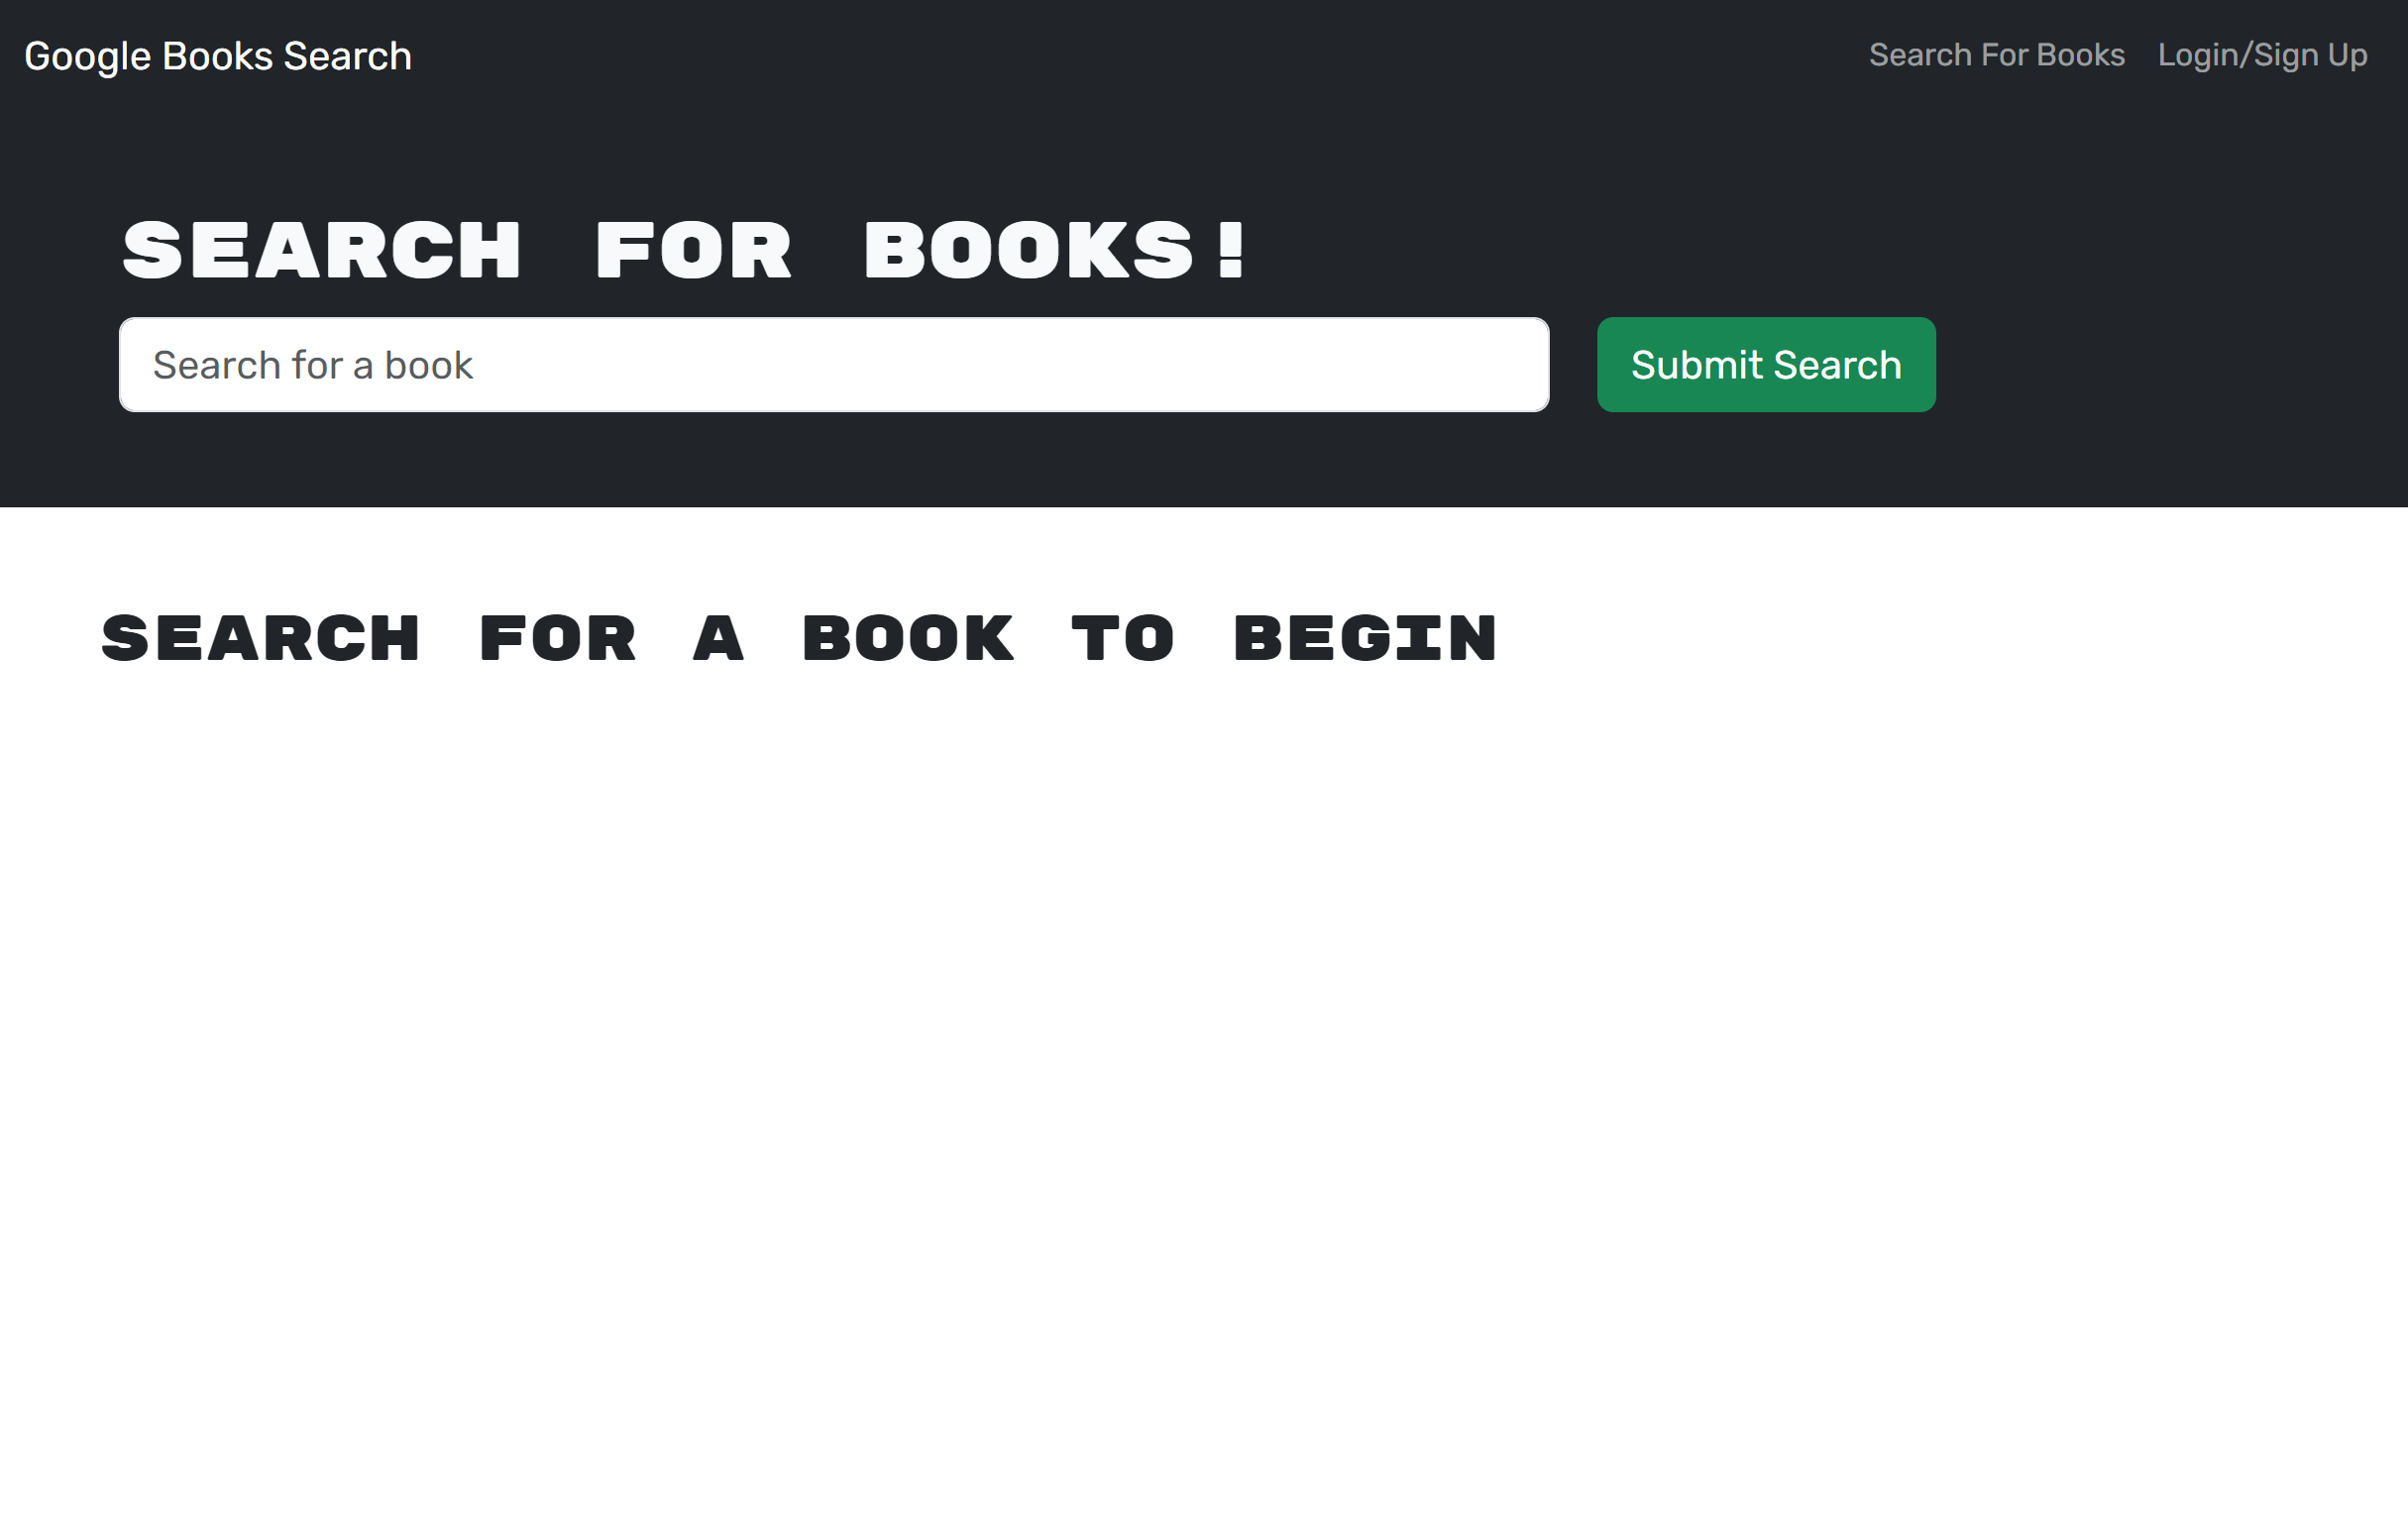 Google Books Search
Search For Books
Login/Sign Up
SEARCH FOR BOOKS!
Search for a book
Submit Search
SEARCH FOR A BOOK TO BEGIN